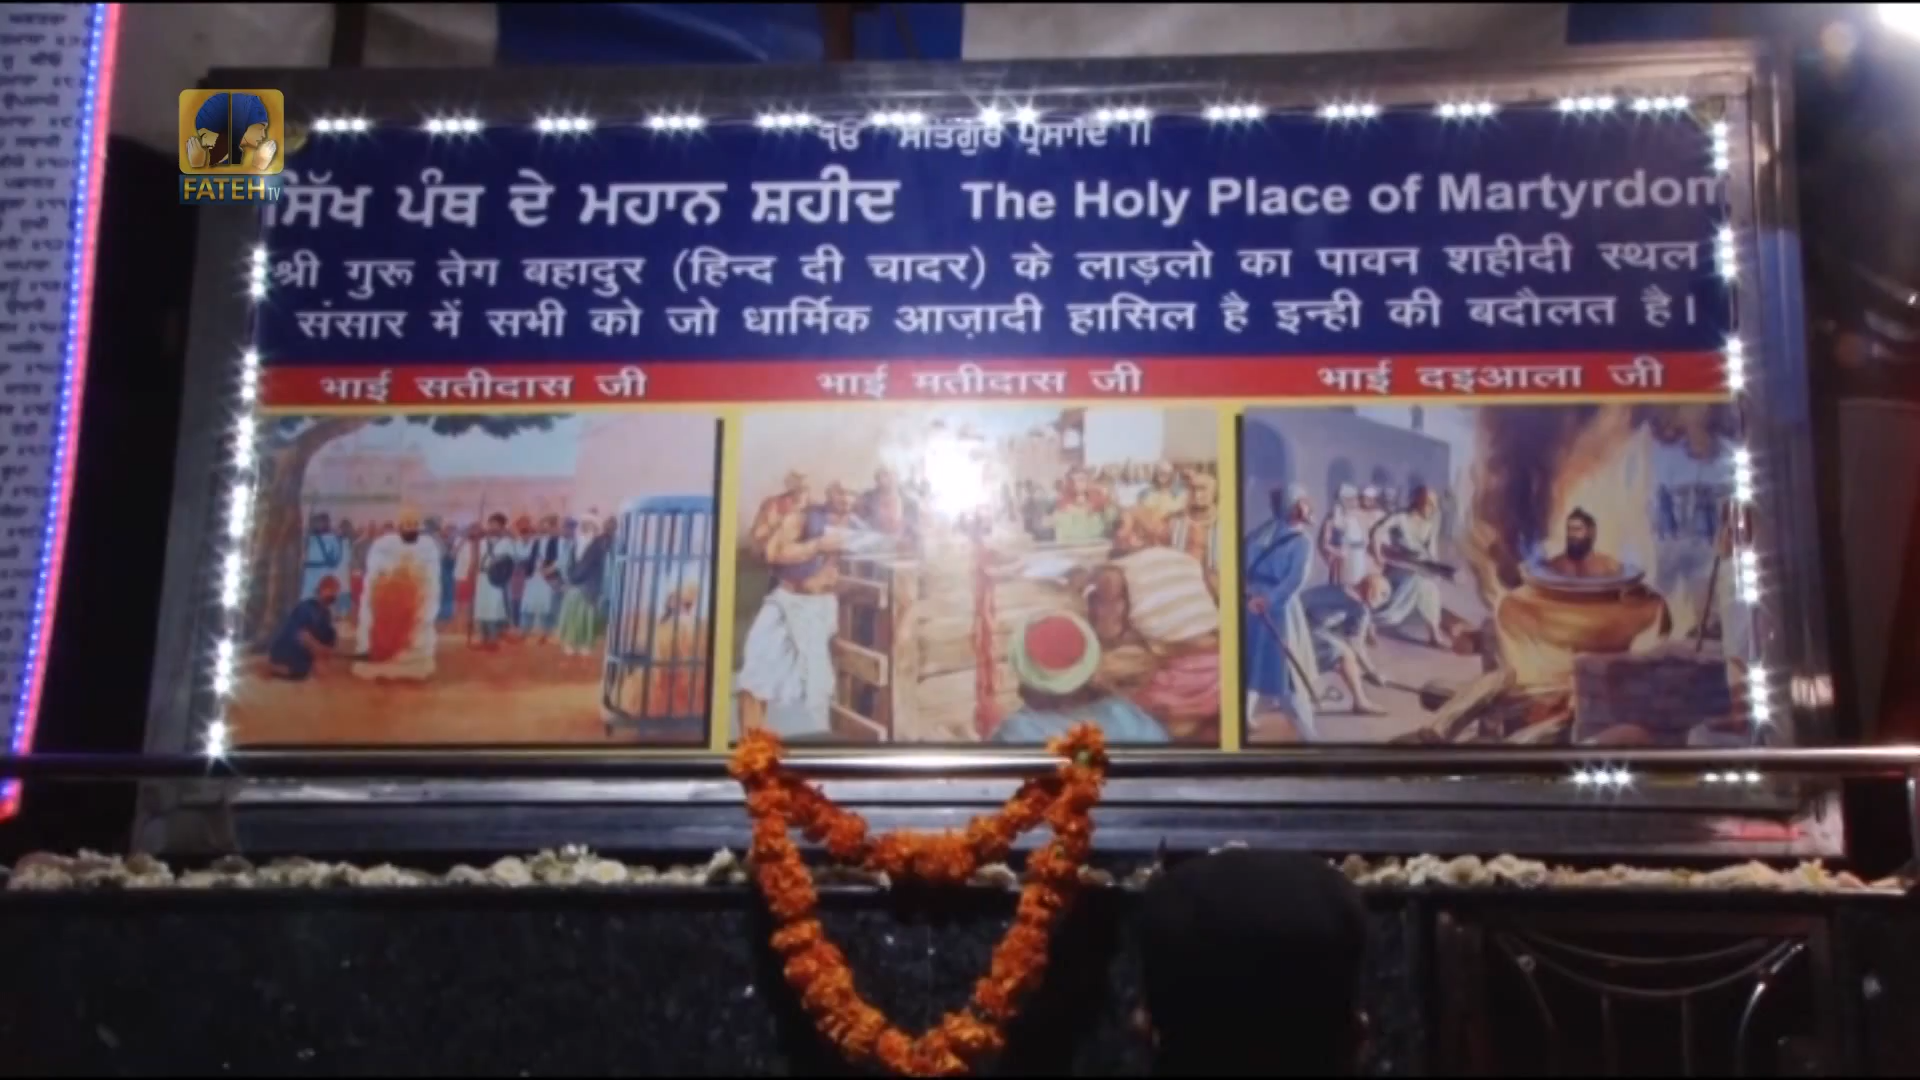 FATEH TV
੧ੳ ਸਤਿਗੁਰ ਪ੍ਰਸਾਦਿ ॥
ਸਿੱਖ ਪੰਥ ਦੇ ਮਹਾਨ ਸ਼ਹੀਦ The Holy Place of Martyrdom
श्री गुरू तेग बहादुर (हिन्द दी चादर) के लाड़लो का पावन शहीदी स्थल
संसार में सभी को जो धार्मिक आज़ादी हासिल है इन्ही की बदौलत है।
भाई सतीदास जी भाई मतीदास जी भाई दइआला जी